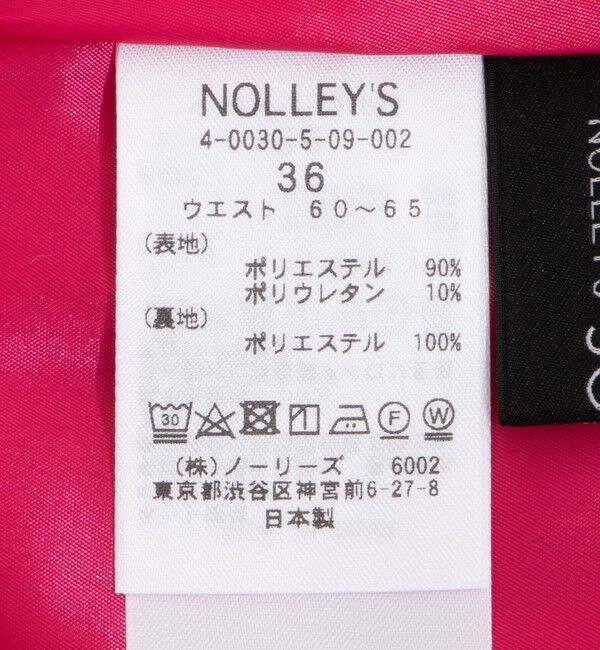 NOLLEY'S
4-0030-5-09-002
36
ウエスト 60～65
(表地)
ポリエステル 90%
ポリウレタン 10%
(裏地)
ポリエステル 100%
30 F W
(株)ノーリーズ 6002
東京都渋谷区神宮前6-27-8
日本製
NOLLEY'S